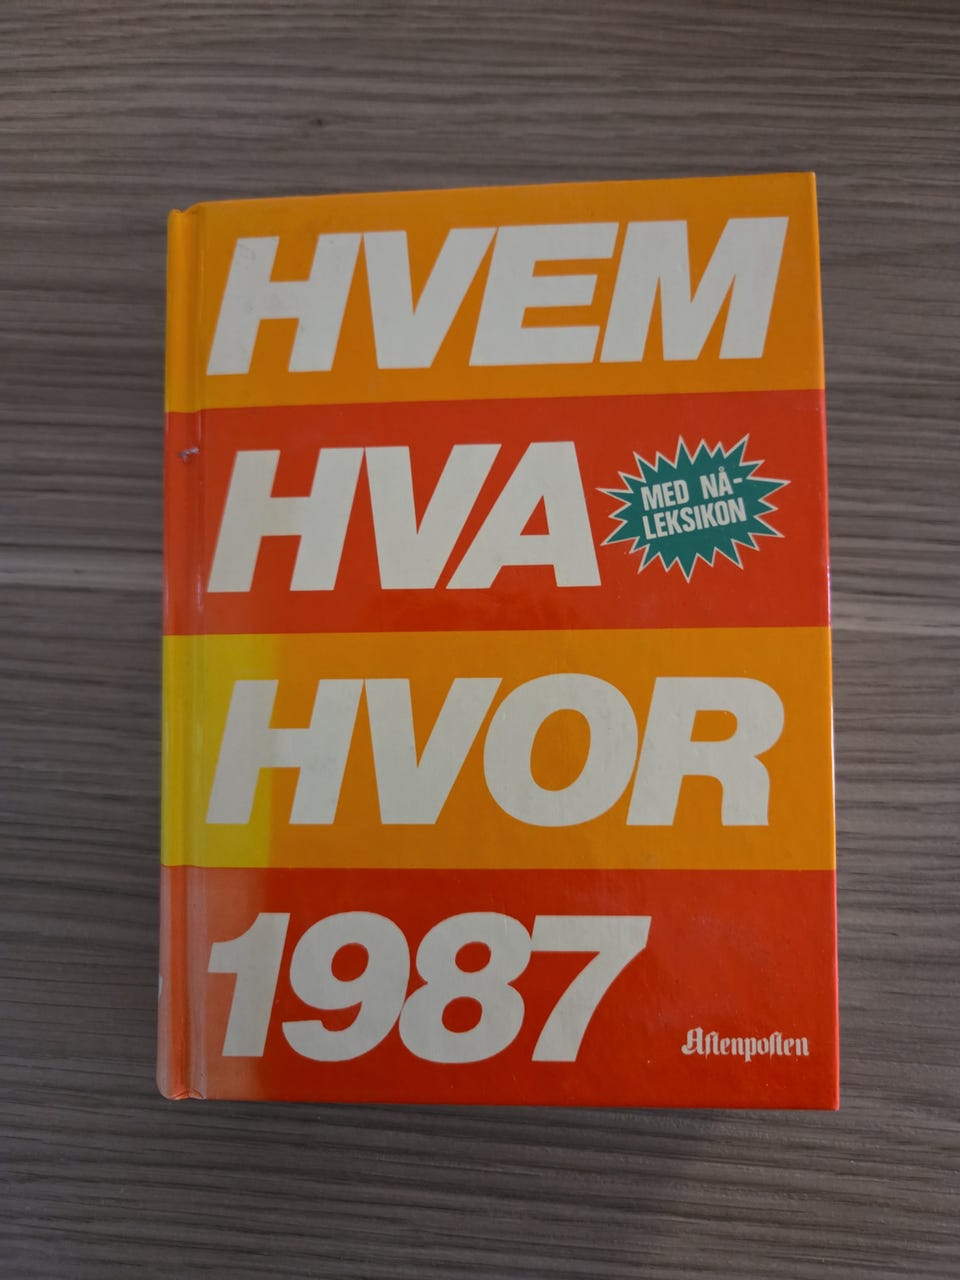 HVEM
HVA
MED NÅ-
LEKSIKON
HVOR
1987
Aftenposten